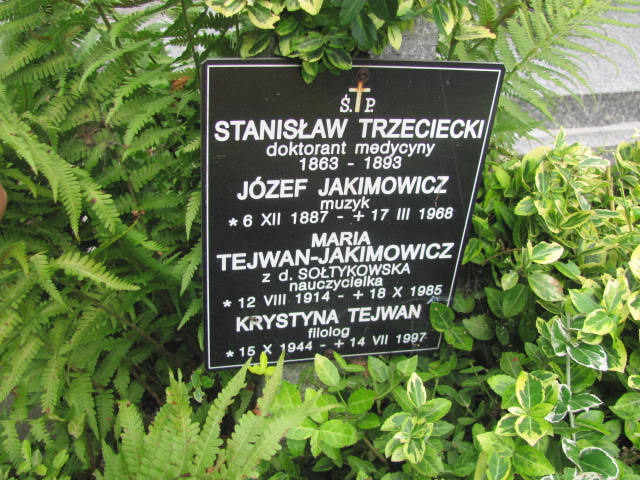 Ś.P.
STANISŁAW TRZECIECKI
doktorant medycyny
1863 - 1893
JÓZEF JAKIMOWICZ
muzyk
* 6 XII 1887 - + 17 III 1968
MARIA
TEJWAN-JAKIMOWICZ
z d. SOŁTYKOWSKA
nauczycielka
* 12 VIII 1914 - + 18 X 1985
KRYSTYNA TEJWAN
filolog
* 15 X 1944 - + 14 VII 1997